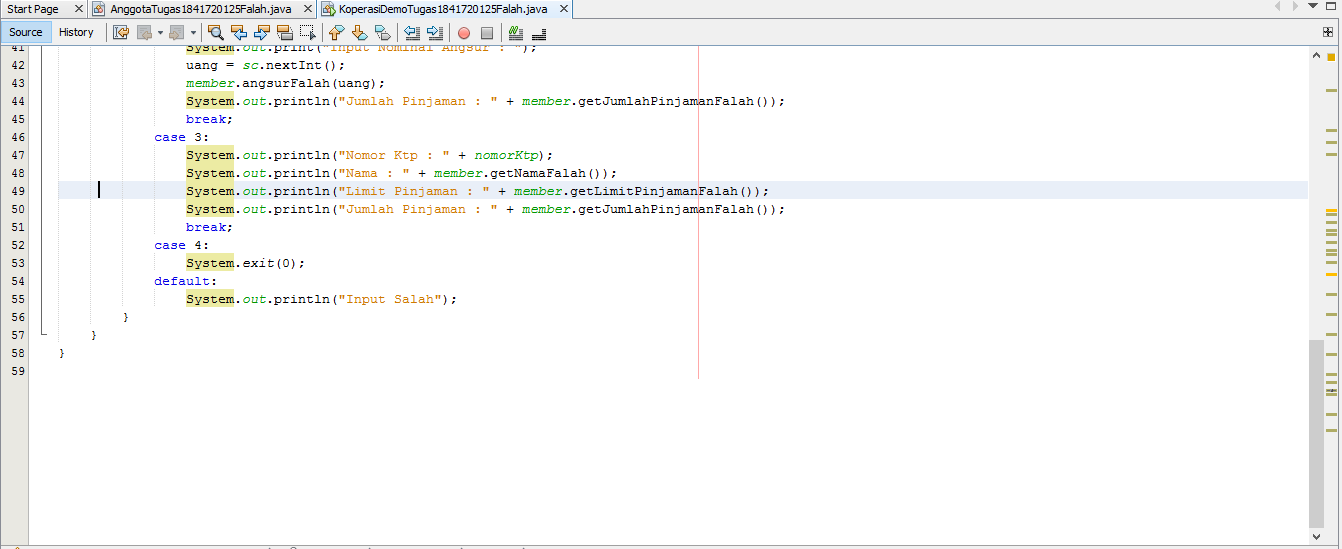 Start Page AnggotaTugas1841720125Falah.java KoperasiDemoTugas1841720125Falah.java
Source History
41 System.out.print("Input Nominal Angsur : ");
42 uang = sc.nextInt();
43 member.angsurFalah(uang);
44 System.out.println("Jumlah Pinjaman : " + member.getJumlahPinjamanFalah());
45 break;
46 case 3:
47 System.out.println("Nomor Ktp : " + nomorKtp);
48 System.out.println("Nama : " + member.getNamaFalah());
49 System.out.println("Limit Pinjaman : " + member.getLimitPinjamanFalah());
50 System.out.println("Jumlah Pinjaman : " + member.getJumlahPinjamanFalah());
51 break;
52 case 4:
53 System.exit(0);
54 default:
55 System.out.println("Input Salah");
56 }
57 }
58 }
59